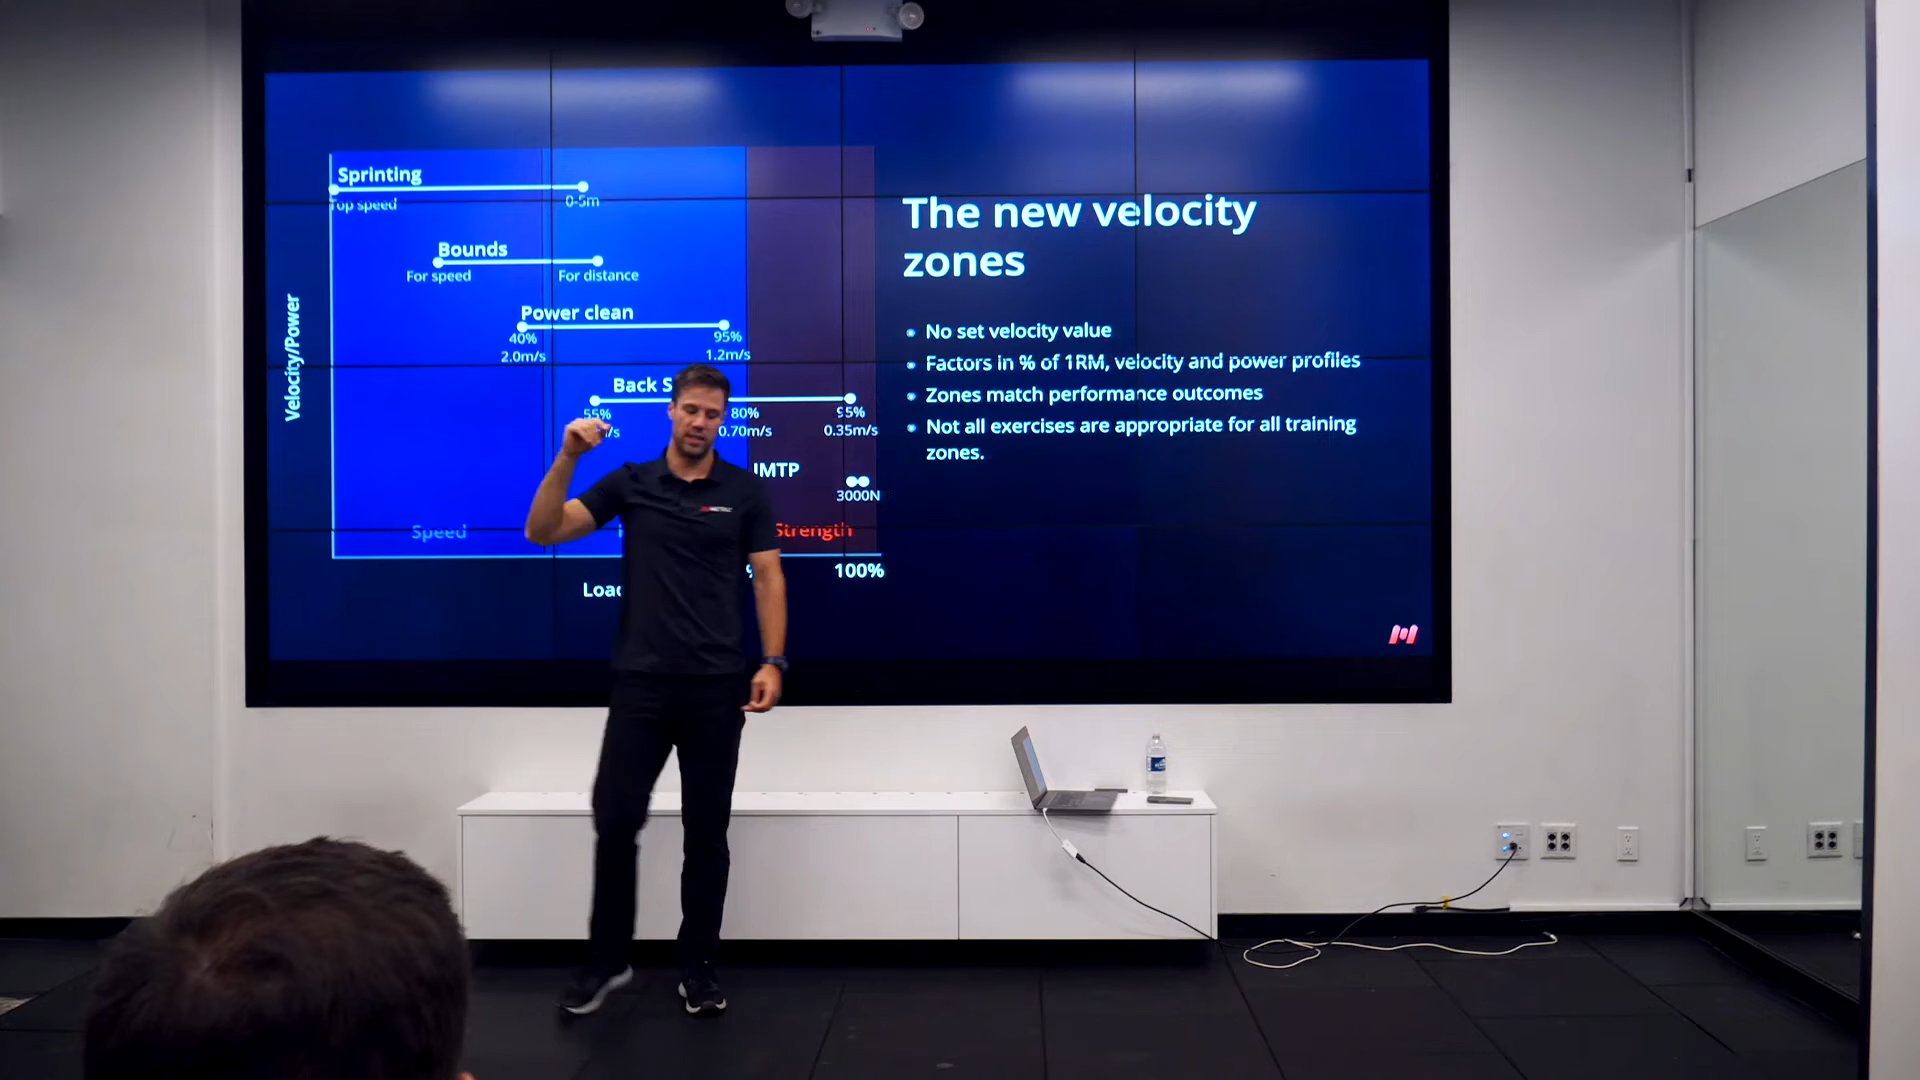 Sprinting
Top speed
0-5m
Bounds
For speed
For distance
Power clean
40%
95%
2.0m/s
1.2m/s
Back
55%
80%
95%
0.70m/s
0.35m/s
IMTP
3000N
Speed
Strength
100%
Velocity/Power
The new velocity
zones
No set velocity value
Factors in % of 1RM, velocity and power profiles
Zones match performance outcomes
Not all exercises are appropriate for all training
zones.